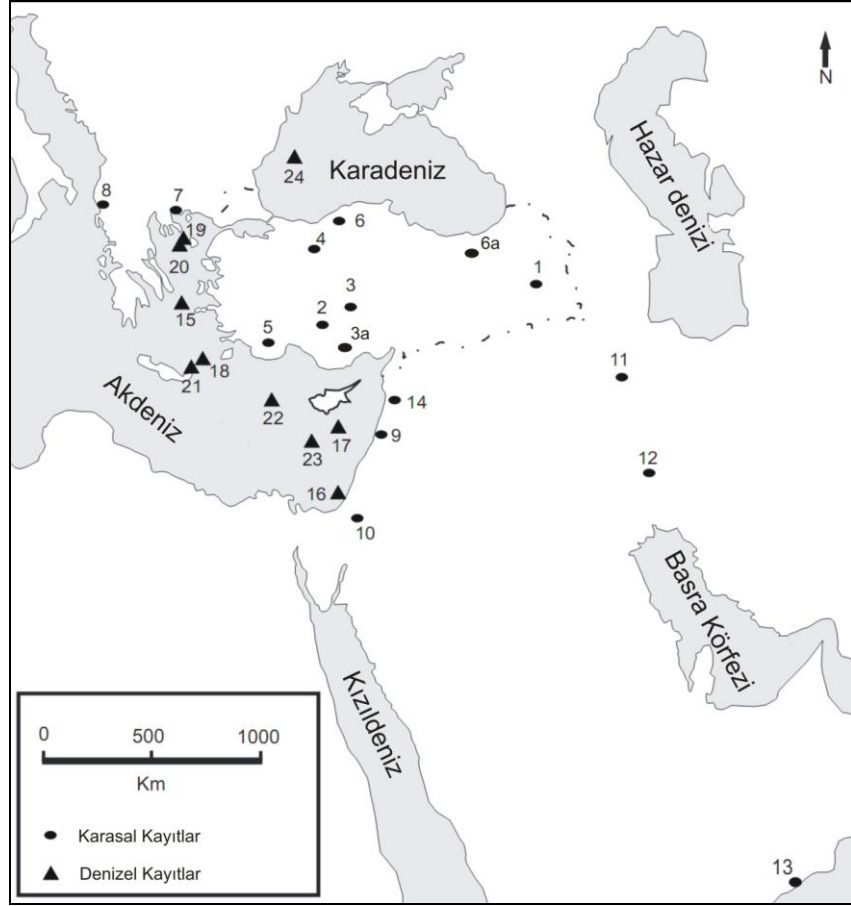 N
Karadeniz
Hazar denizi
24
8
7
19
20
6
4
6a
1
15
3
2
5
3a
18
21
11
Akdeniz
22
14
17
9
23
12
16
10
Basra Körfezi
Kızıldeniz
0 500 1000
Km
Karasal Kayıtlar
Denizel Kayıtlar
13